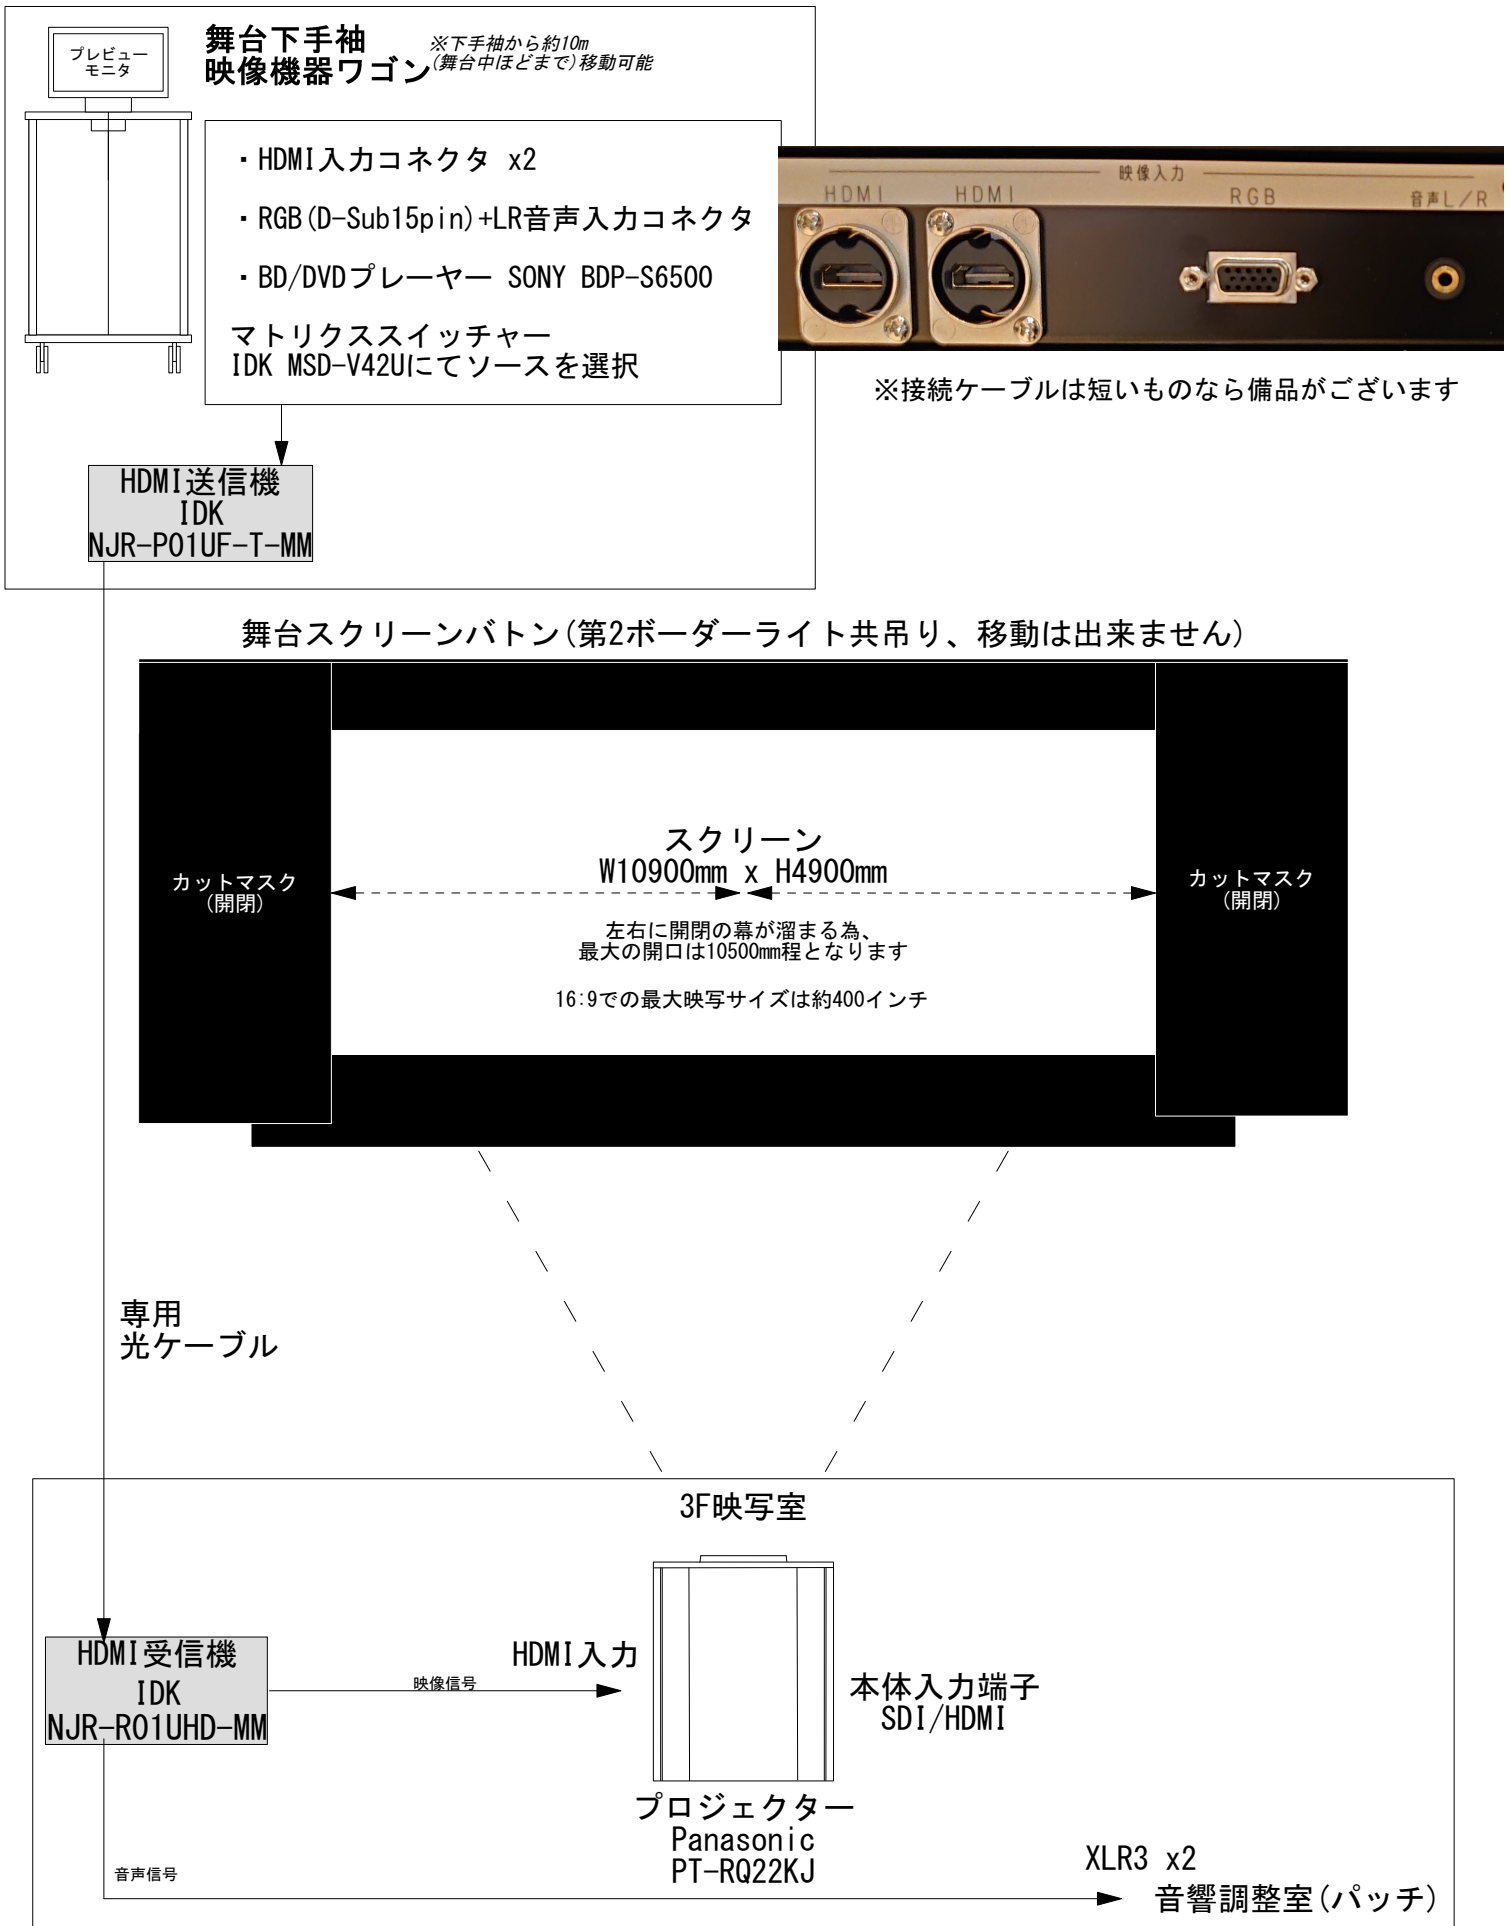 プレビュー
モニタ
舞台下手袖
映像機器ワゴン
※下手袖から約10m
(舞台中ほどまで)移動可能
・HDMI入力コネクタ x2
・RGB(D-Sub15pin)+LR音声入力コネクタ
・BD/DVDプレーヤー SONY BDP-S6500
マトリクススイッチャー
IDK MSD-V42Uにてソースを選択
映像入力
HDMI HDMI RGB 音声L/R
※接続ケーブルは短いものなら備品がございます
HDMI送信機
IDK
NJR-P01UF-T-MM
舞台スクリーンバトン(第2ボーダーライト共吊り、移動は出来ません)
カットマスク
(開閉)
スクリーン
W10900mm x H4900mm
左右に開閉の幕が溜まる為、
最大の開口は10500mm程となります
16:9での最大映写サイズは約400インチ
カットマスク
(開閉)
専用
光ケーブル
3F映写室
HDMI受信機
IDK
NJR-R01UHD-MM
映像信号
HDMI入力
本体入力端子
SDI/HDMI
プロジェクター
Panasonic
PT-RQ22KJ
音声信号
XLR3 x2
音響調整室(パッチ)